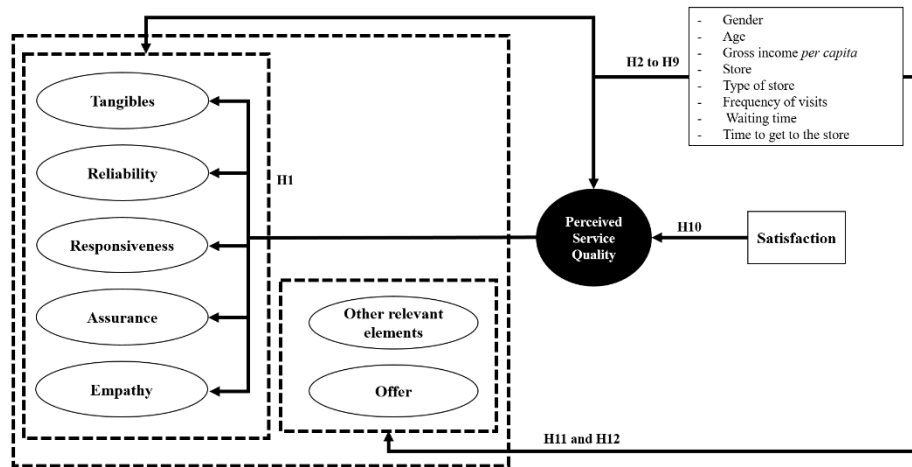 - Gender
- Age
- Gross income per capita
- Store
- Type of store
- Frequency of visits
- Waiting time
- Time to get to the store
H2 to H9
Tangibles
Reliability
Responsiveness
Assurance
Empathy
H1
Perceived
Service
Quality
H10
Satisfaction
Other relevant
elements
Offer
H11 and H12